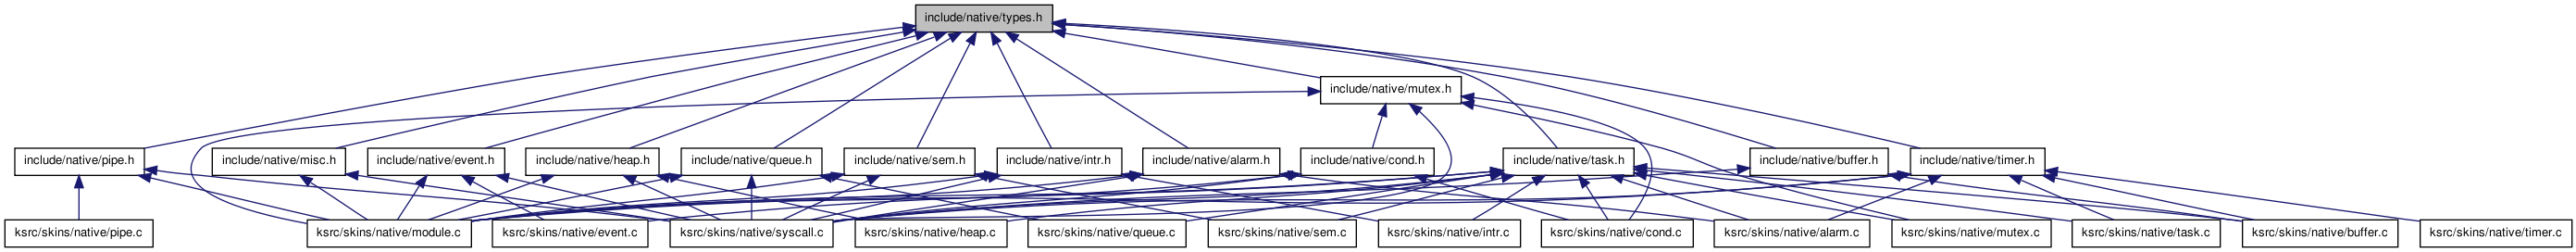 include/native/types.h
include/native/mutex.h
include/native/pipe.h
include/native/misc.h
include/native/event.h
include/native/heap.h
include/native/queue.h
include/native/sem.h
include/native/intr.h
include/native/alarm.h
include/native/cond.h
include/native/task.h
include/native/buffer.h
include/native/timer.h
ksrc/skins/native/pipe.c
ksrc/skins/native/module.c
ksrc/skins/native/event.c
ksrc/skins/native/syscall.c
ksrc/skins/native/heap.c
ksrc/skins/native/queue.c
ksrc/skins/native/sem.c
ksrc/skins/native/intr.c
ksrc/skins/native/cond.c
ksrc/skins/native/alarm.c
ksrc/skins/native/mutex.c
ksrc/skins/native/task.c
ksrc/skins/native/buffer.c
ksrc/skins/native/timer.c